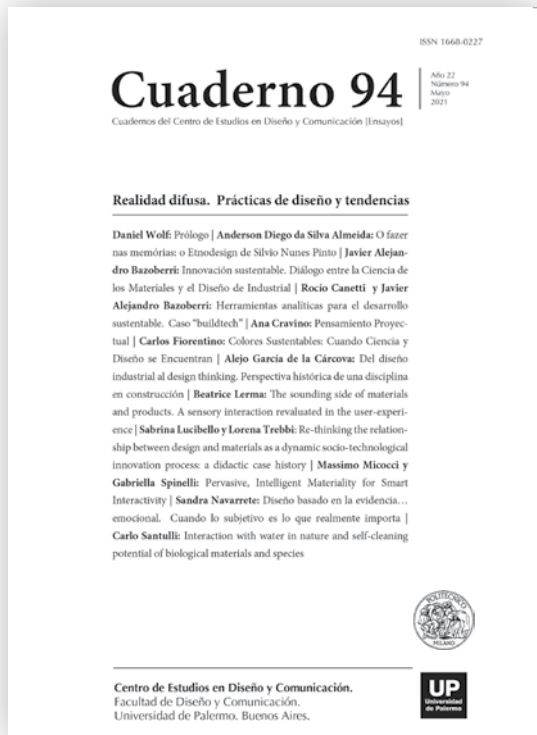 ISSN 1668-0227
Cuaderno 94
Año 22
Número 94
Mayo
2021
Cuadernos del Centro de Estudios en Diseño y Comunicación [Ensayos]
Realidad difusa. Prácticas de diseño y tendencias
Daniel Wolf: Prólogo | Anderson Diego da Silva Almeida: O fazer
nas memórias: o Etnodesign de Silvio Nunes Pinto | Javier Alejan-
dro Bazoberri: Innovación sustentable. Diálogo entre la Ciencia de
los Materiales y el Diseño de Industrial | Rocío Canetti y Javier
Alejandro Bazoberri: Herramientas analíticas para el desarrollo
sustentable. Caso “buildtech” | Ana Cravino: Pensamiento Proyec-
tual | Carlos Fiorentino: Colores Sustentables: Cuando Ciencia y
Diseño se Encuentran | Alejo García de la Cárcova: Del diseño
industrial al design thinking. Perspectiva histórica de una disciplina
en construcción | Beatrice Lerma: The sounding side of materials
and products. A sensory interaction revaluated in the user-experi-
ence | Sabrina Lucibello y Lorena Trebbi: Re-thinking the relation-
ship between design and materials as a dynamic socio-technological
innovation process: a didactic case history | Massimo Micocci y
Gabriella Spinelli: Pervasive, Intelligent Materiality for Smart
Interactivity | Sandra Navarrete: Diseño basado en la evidencia…
emocional. Cuando lo subjetivo es lo que realmente importa |
Carlo Santulli: Interaction with water in nature and self-cleaning
potential of biological materials and species
POLITECNICO
MILANO
Centro de Estudios en Diseño y Comunicación.
Facultad de Diseño y Comunicación.
Universidad de Palermo. Buenos Aires.
UP
Universidad
de Palermo